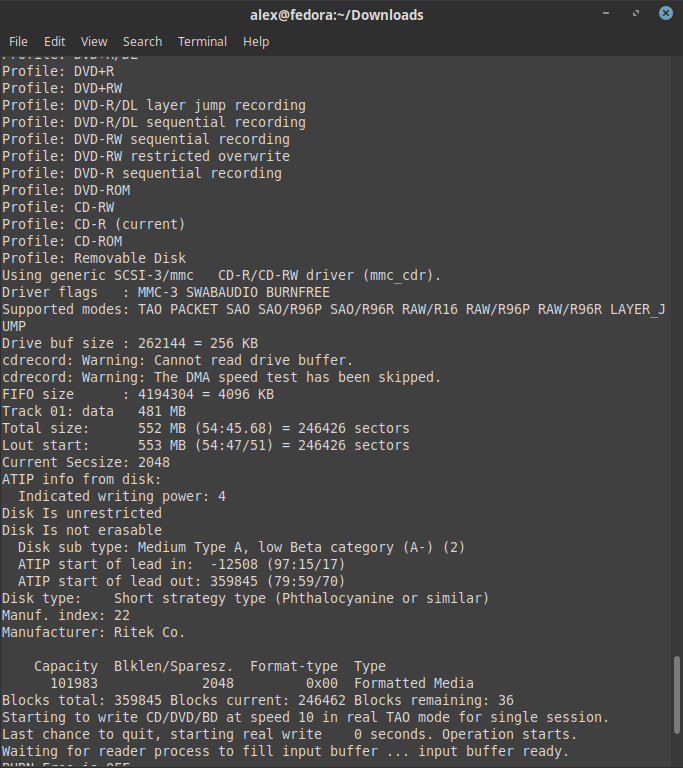 alex@fedora:~/Downloads
File Edit View Search Terminal Help
Profile: DVD+R/DL
Profile: DVD+R
Profile: DVD+RW
Profile: DVD-R/DL layer jump recording
Profile: DVD-R/DL sequential recording
Profile: DVD-RW sequential recording
Profile: DVD-RW restricted overwrite
Profile: DVD-R sequential recording
Profile: DVD-ROM
Profile: CD-RW
Profile: CD-R (current)
Profile: CD-ROM
Profile: Removable Disk
Using generic SCSI-3/mmc   CD-R/CD-RW driver (mmc_cdr).
Driver flags   : MMC-3 SWABAUDIO BURNFREE
Supported modes: TAO PACKET SAO SAO/R96P SAO/R96R RAW/R16 RAW/R96P RAW/R96R LAYER_J
UMP
Drive buf size : 262144 = 256 KB
cdrecord: Warning: Cannot read drive buffer.
cdrecord: Warning: The DMA speed test has been skipped.
FIFO size      : 4194304 = 4096 KB
Track 01: data   481 MB
Total size:      552 MB (54:45.68) = 246426 sectors
Lout start:      553 MB (54:47/51) = 246426 sectors
Current Secsize: 2048
ATIP info from disk:
  Indicated writing power: 4
Disk Is unrestricted
Disk Is not erasable
  Disk sub type: Medium Type A, low Beta category (A-) (2)
  ATIP start of lead in:  -12508 (97:15/17)
  ATIP start of lead out: 359845 (79:59/70)
Disk type:    Short strategy type (Phthalocyanine or similar)
Manuf. index: 22
Manufacturer: Ritek Co.
    Capacity  Blklen/Sparesz.  Format-type  Type
      101983             2048         0x00  Formatted Media
Blocks total: 359845 Blocks current: 246462 Blocks remaining: 36
Starting to write CD/DVD/BD at speed 10 in real TAO mode for single session.
Last chance to quit, starting real write    0 seconds. Operation starts.
Waiting for reader process to fill input buffer ... input buffer ready.
BURN-Free is OFF.